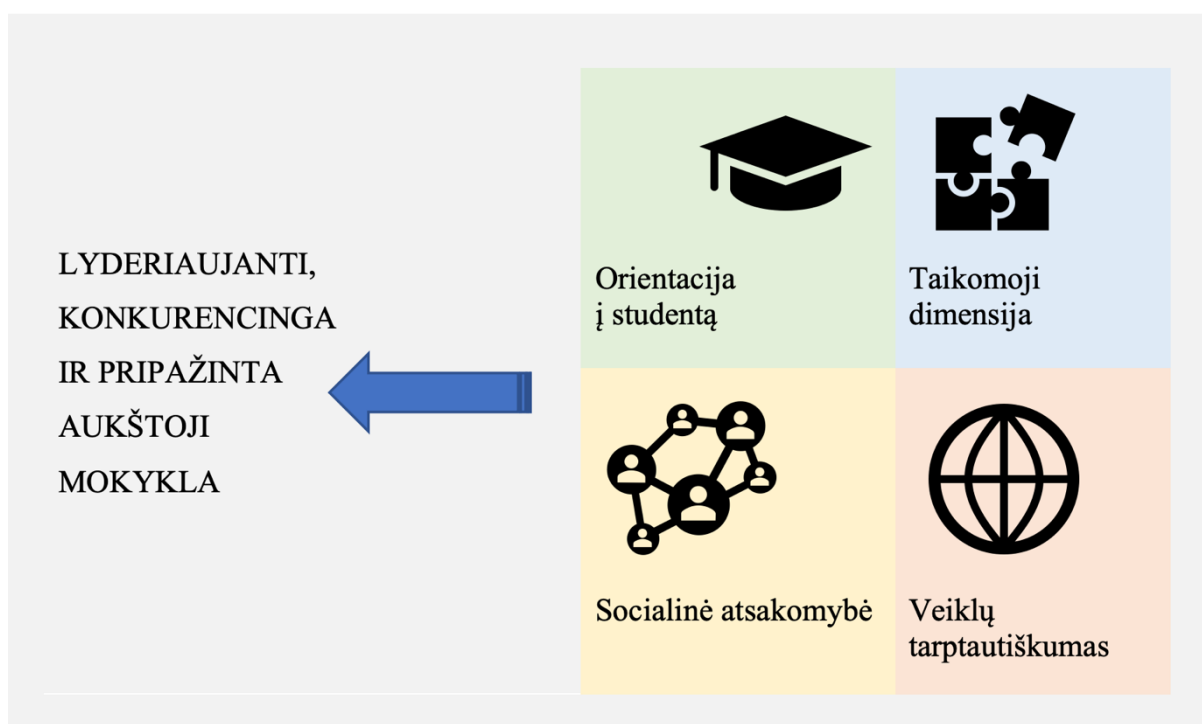 LYDERIAUJANTI,
KONKURENCINGA
IR PRIPAŽINTA
AUKŠTOJI
MOKYKLA
Orientacija
į studentą
Taikomoji
dimensija
Socialinė atsakomybė
Veiklų
tarptautiškumas